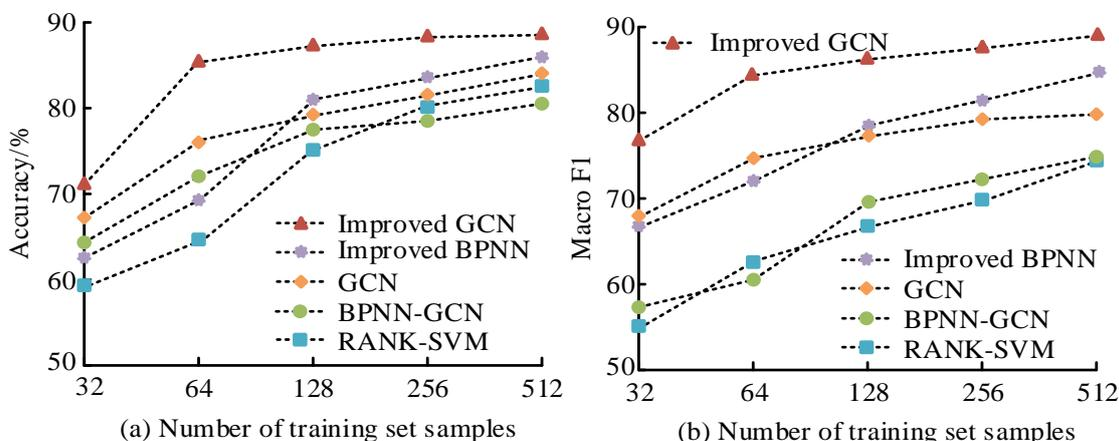 90
80
70
60
50
Accuracy/%
Improved GCN
Improved BPNN
GCN
BPNN-GCN
RANK-SVM
32 64 128 256 512
(a) Number of training set samples
90
80
70
60
50
Macro F1
Improved GCN
Improved BPNN
GCN
BPNN-GCN
RANK-SVM
32 64 128 256 512
(b) Number of training set samples